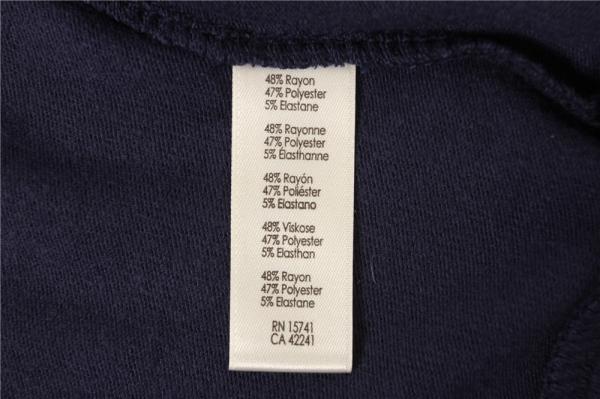 48% Rayon
47% Polyester
5% Elastane
48% Rayonne
47% Polyester
5% Élasthanne
48% Rayón
47% Poliéster
5% Elastano
48% Viskose
47% Polyester
5% Elasthan
48% Rayon
47% Polyester
5% Elastane
RN 15741
CA 42241